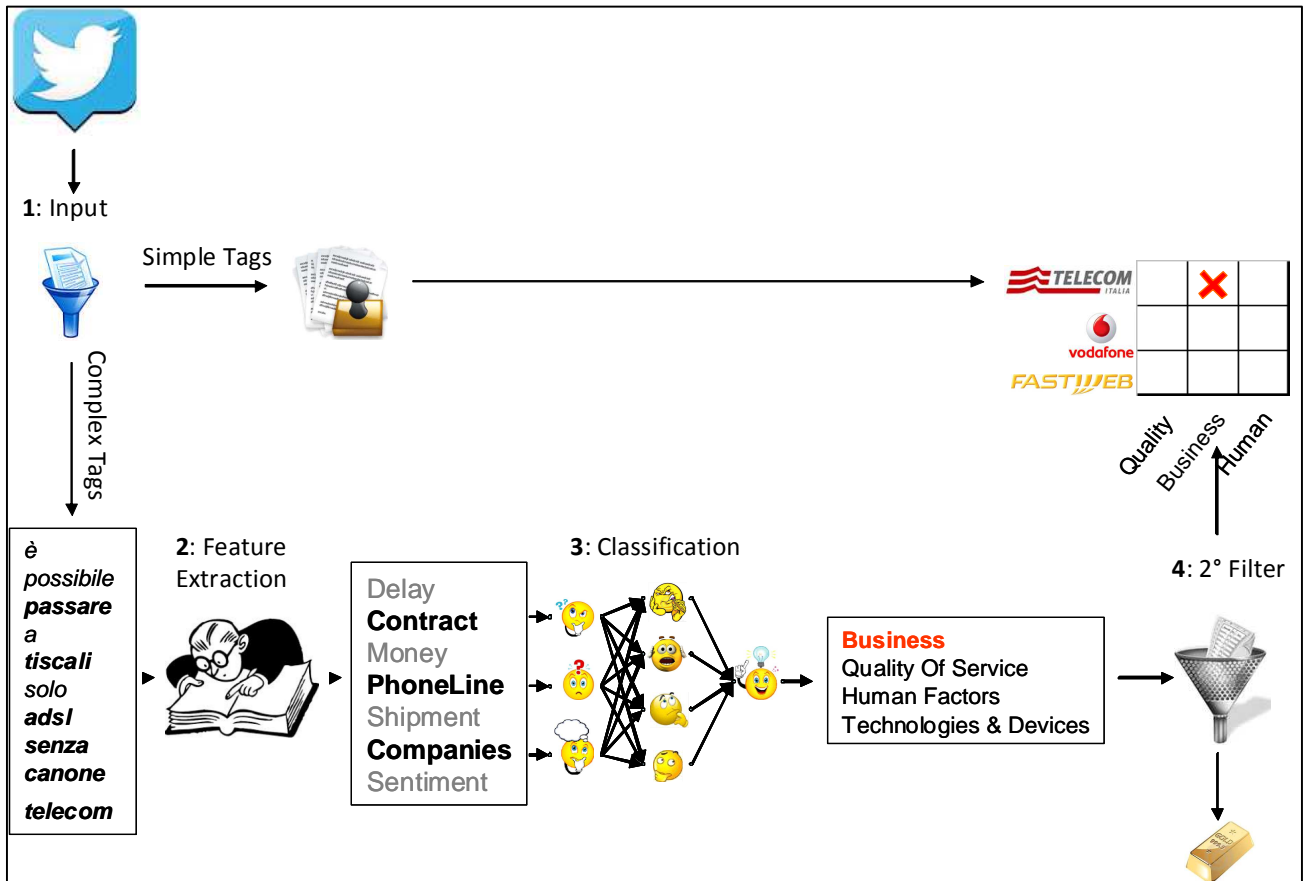 1: Input
Simple Tags
TELECOM
ITALIA
vodafone
FASTWEB
Quality
Business
Human
Complex Tags
è
possibile
passare
a
tiscali
solo
adsl
senza
canone
telecom
2: Feature
Extraction
Delay
Contract
Money
PhoneLine
Shipment
Companies
Sentiment
3: Classification
Business
Quality Of Service
Human Factors
Technologies & Devices
4: 2° Filter
GOLD